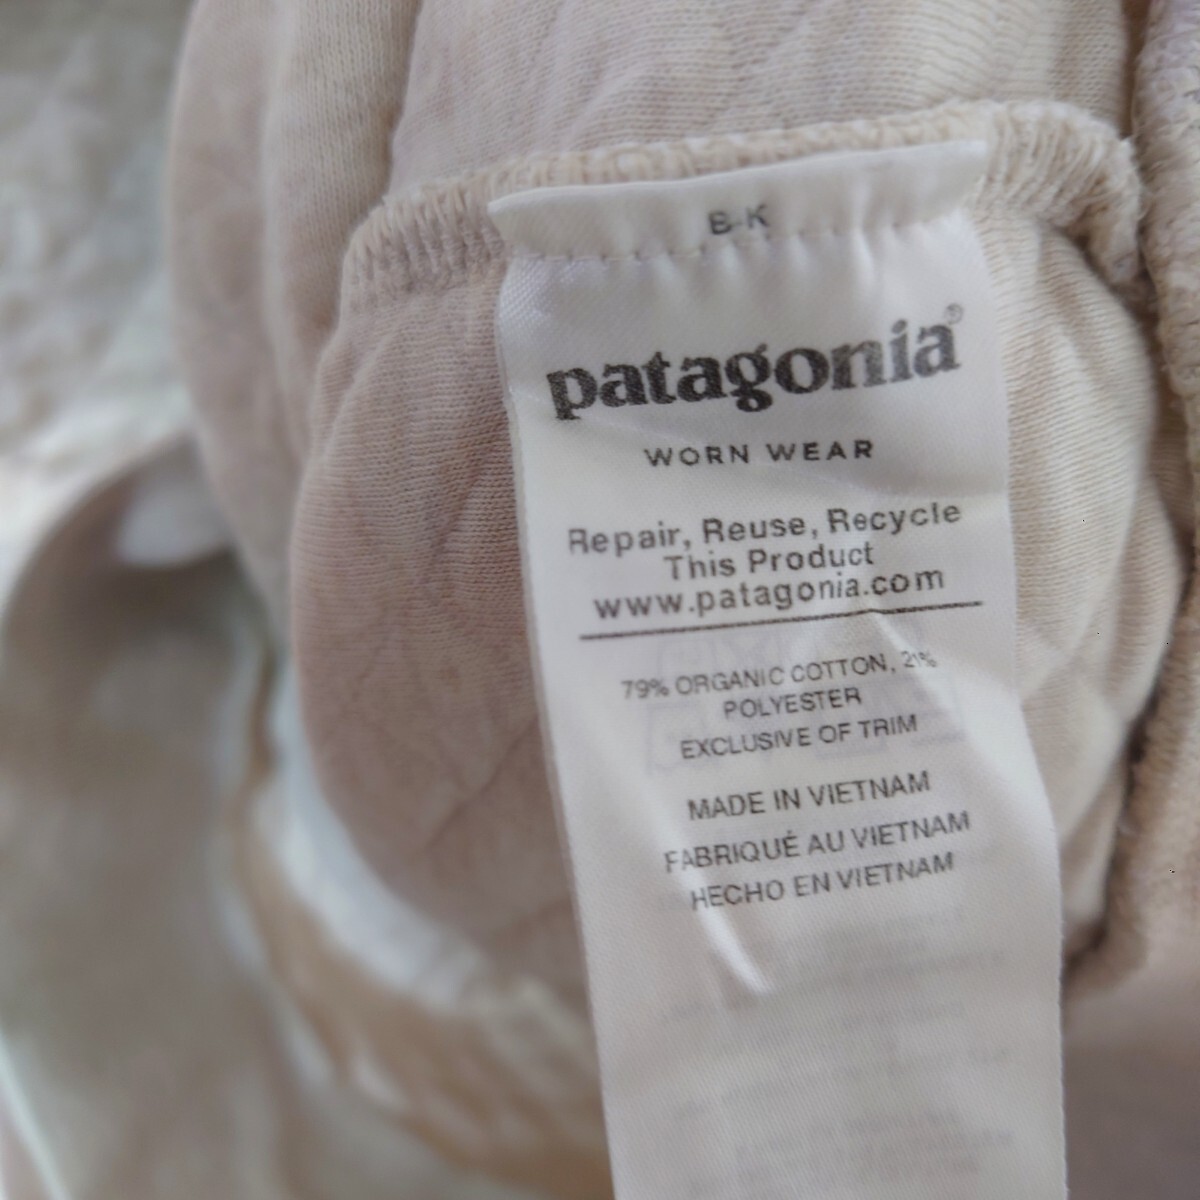 B-K
patagonia®
WORN WEAR
Repair, Reuse, Recycle
This Product
www.patagonia.com
79% ORGANIC COTTON, 21%
POLYESTER
EXCLUSIVE OF TRIM
MADE IN VIETNAM
FABRIQUÉ AU VIETNAM
HECHO EN VIETNAM